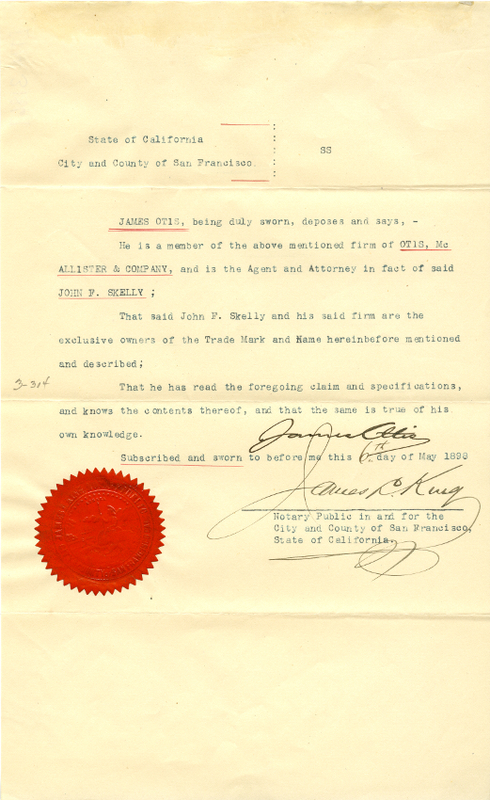 State of California
SS
City and County of San Francisco.
JAMES OTIS, being duly sworn, deposes and says, -
He is a member of the above mentioned firm of OTIS, Mc
ALLISTER & COMPANY, and is the Agent and Attorney in fact of said
JOHN F. SKELLY ;
That said John F. Skelly and his said firm are the
exclusive owners of the Trade Mark and Name hereinbefore mentioned
and described;
3-314
That he has read the foregoing claim and specifications,
and knows the contents thereof, and that the same is true of his
own knowledge.
James Otis
Subscribed and sworn to before me this 6th day of May 1898
James L. King
Notary Public in and for the
City and County of San Francisco,
State of California.